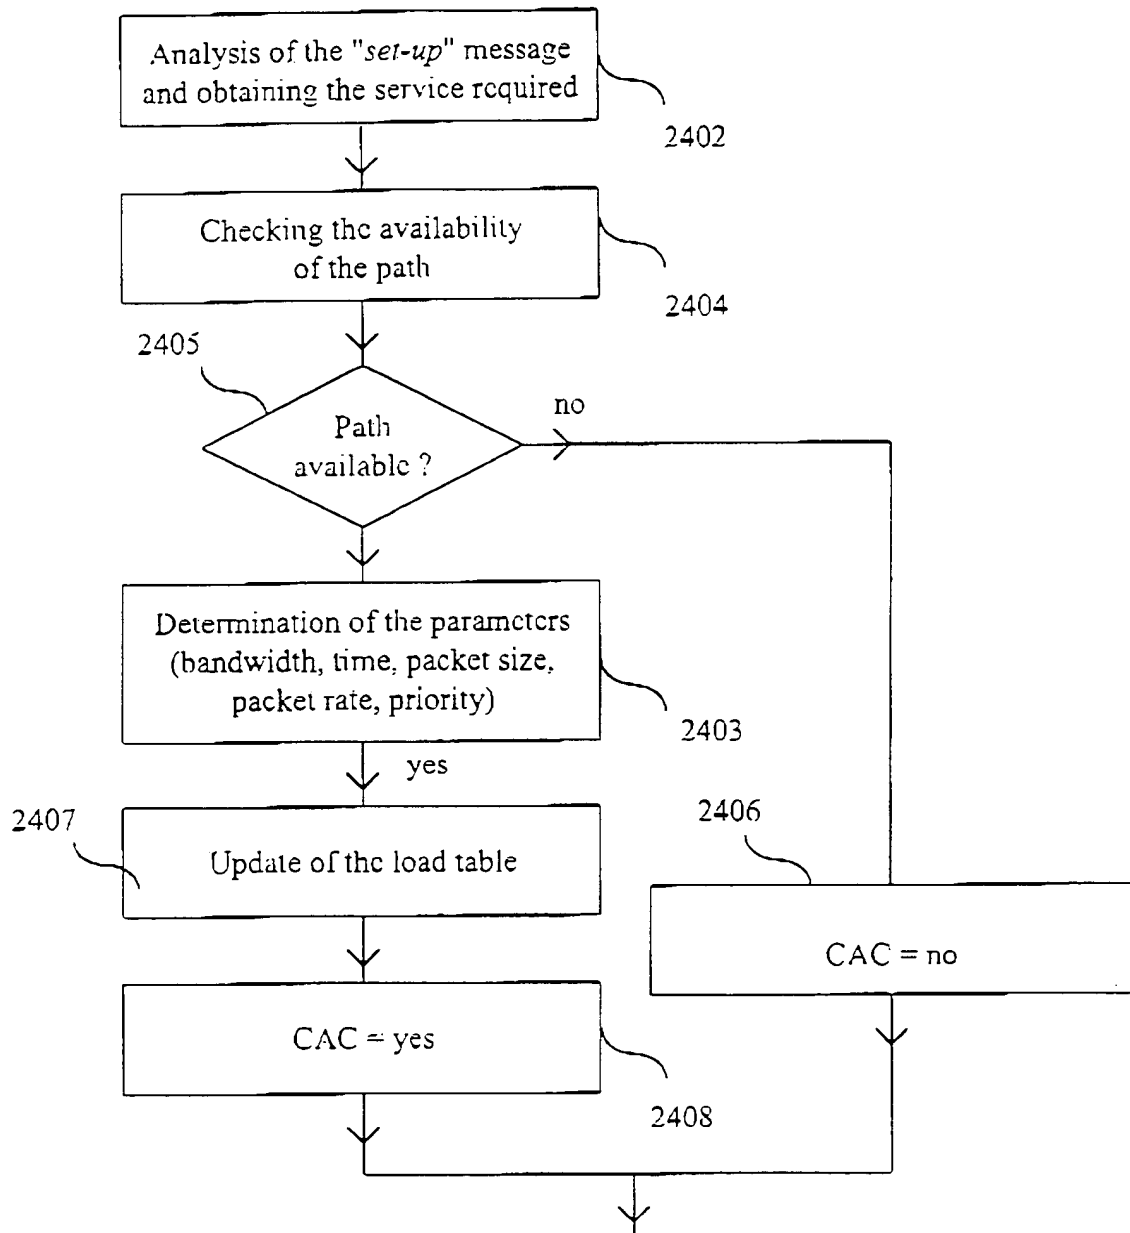 Analysis of the "set-up" message
and obtaining the service required
2402
Checking the availability
of the path
2404
2405
Path
available ?
no
Determination of the parameters
(bandwidth, time, packet size,
packet rate, priority)
2403
yes
2407
Update of the load table
2406
CAC = no
CAC = yes
2408